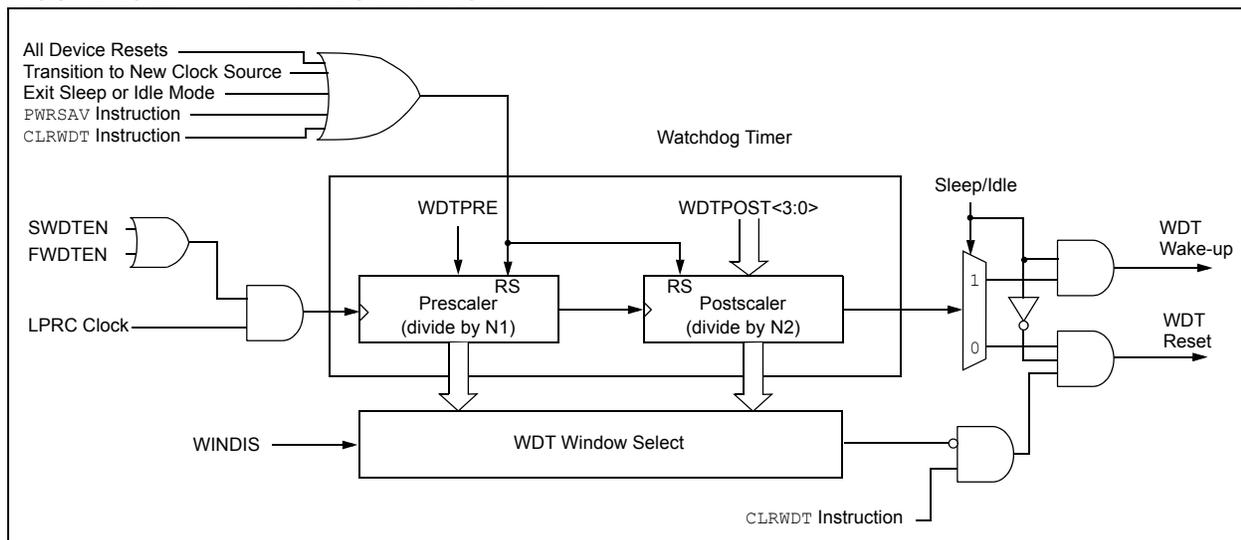 All Device Resets
Transition to New Clock Source
Exit Sleep or Idle Mode
PWRSAV Instruction
CLRWDT Instruction
Watchdog Timer
Sleep/Idle
WDTPRE
WDTPOST<3:0>
SWDTEN
FWDTEN
WDT
Wake-up
RS
RS
Prescaler
(divide by N1)
Postscaler
(divide by N2)
1
LPRC Clock
0
WDT
Reset
WINDIS
WDT Window Select
CLRWDT Instruction